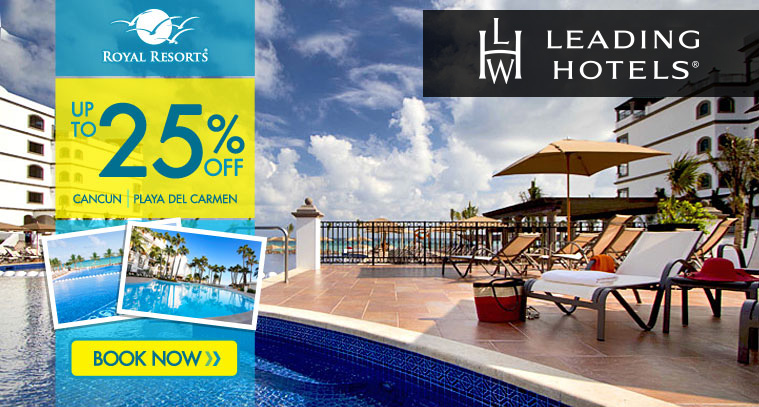 ROYAL RESORTS®
UP TO 25% OFF
CANCUN | PLAYA DEL CARMEN
BOOK NOW »
LHW
LEADING
HOTELS®